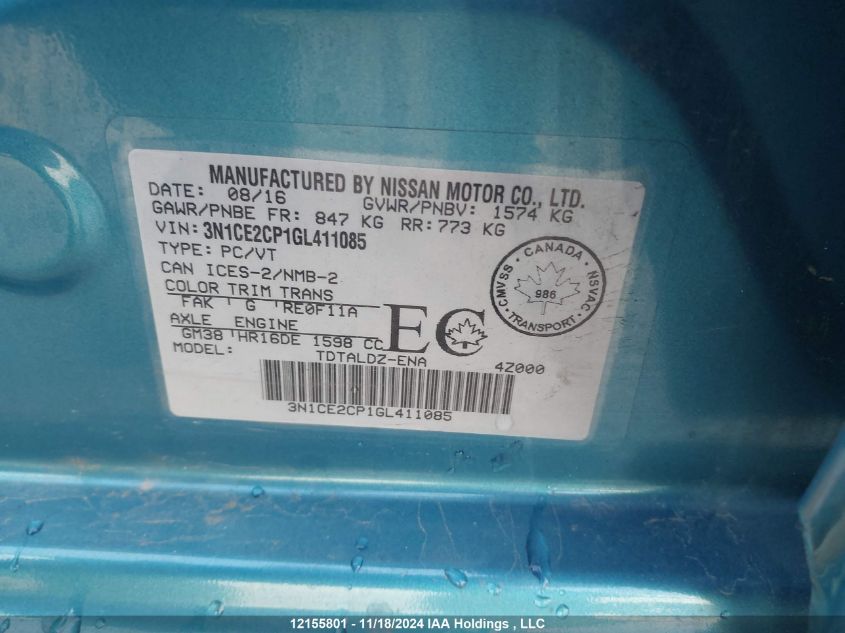 MANUFACTURED BY NISSAN MOTOR CO., LTD.
DATE: 08/16 GVWR/PNBV: 1574 KG
GAWR/PNBE FR: 847 KG RR: 773 KG
VIN: 3N1CE2CP1GL411085
TYPE: PC/VT
CAN ICES-2/NMB-2
COLOR TRIM TRANS
FAK G RE0F11A
AXLE ENGINE
GM38 HR16DE 1598 CC
MODEL: TDTALDZ-ENA 4Z000
3N1CE2CP1GL411085
EC
CANADA
CMVSS
NSVAC
986
TRANSPORT
12155801 - 11/18/2024 IAA Holdings , LLC